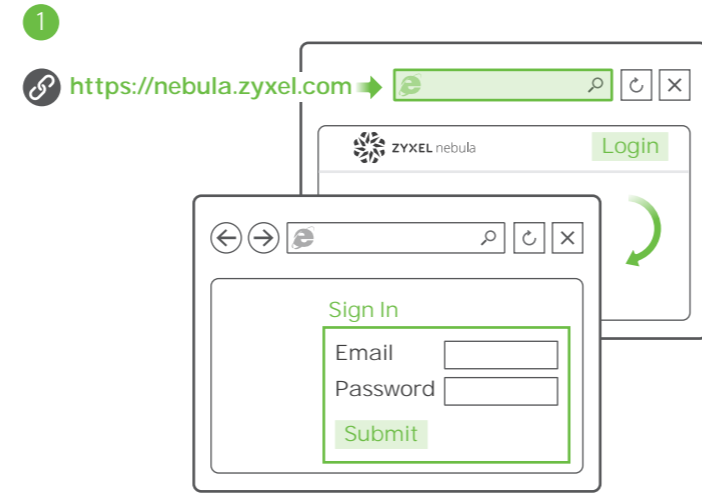 1
https://nebula.zyxel.com
ZYXEL nebula
Login
Sign In
Email
Password
Submit